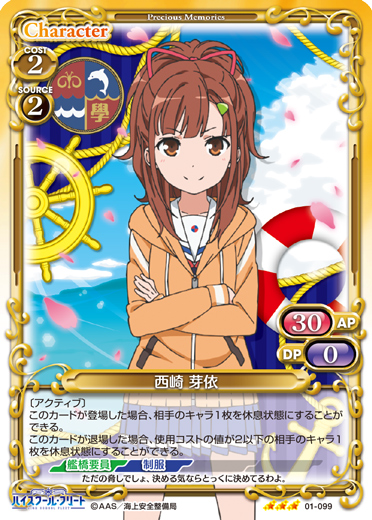 Precious Memories
Character
COST
2
SOURCE
2
學
30 AP
DP 0
西崎 芽依
〔アクティブ〕
このカードが登場した場合、相手のキャラ1枚を休息状態にすることが
できる。
このカードが退場した場合、使用コストの値が2以下の相手のキャラ1
枚を休息状態にすることができる。
艦橋要員 制服
ただの脅しでしょ、決める気ならとっくに決めてるわよ。
ハイスクール・フリート
HIGH SCHOOL FLEET
©AAS/海上安全整備局
01-099